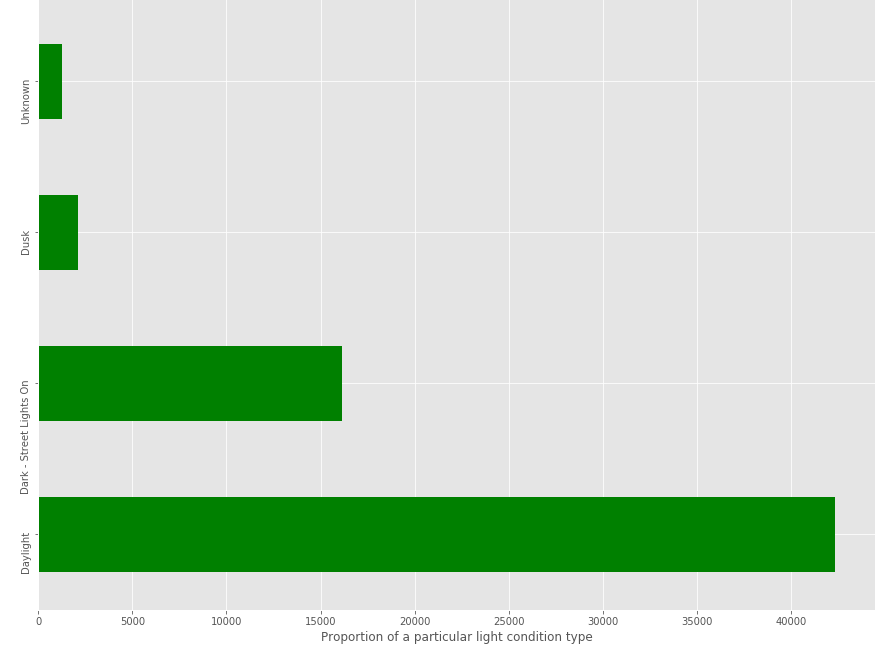 Unknown
Dusk
Dark - Street Lights On
Daylight
0 5000 10000 15000 20000 25000 30000 35000 40000
Proportion of a particular light condition type